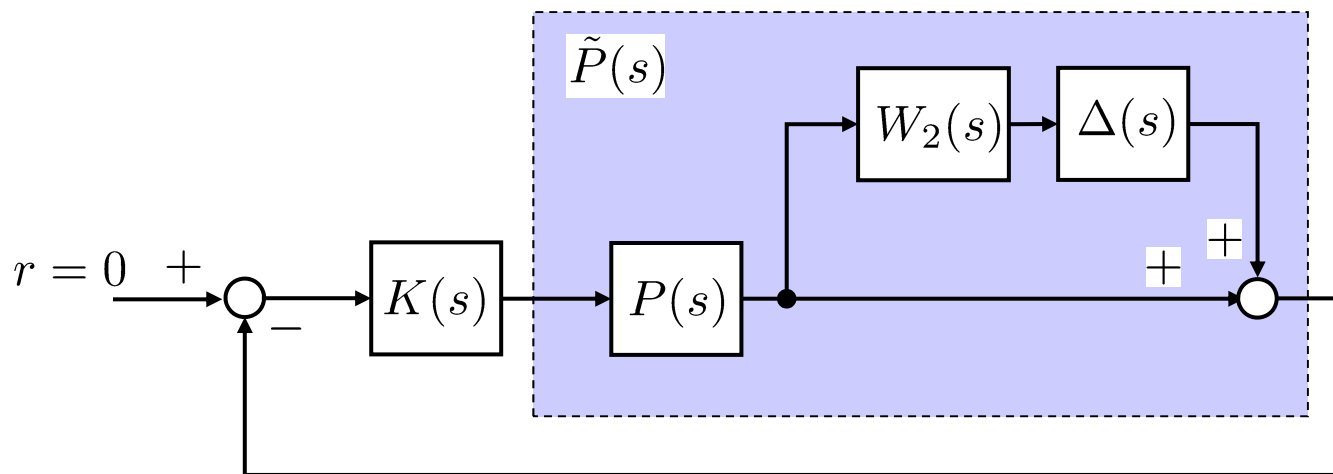 P̃(s)
W₂(s) Δ(s)
+
r = 0 + K(s) P(s) +
−